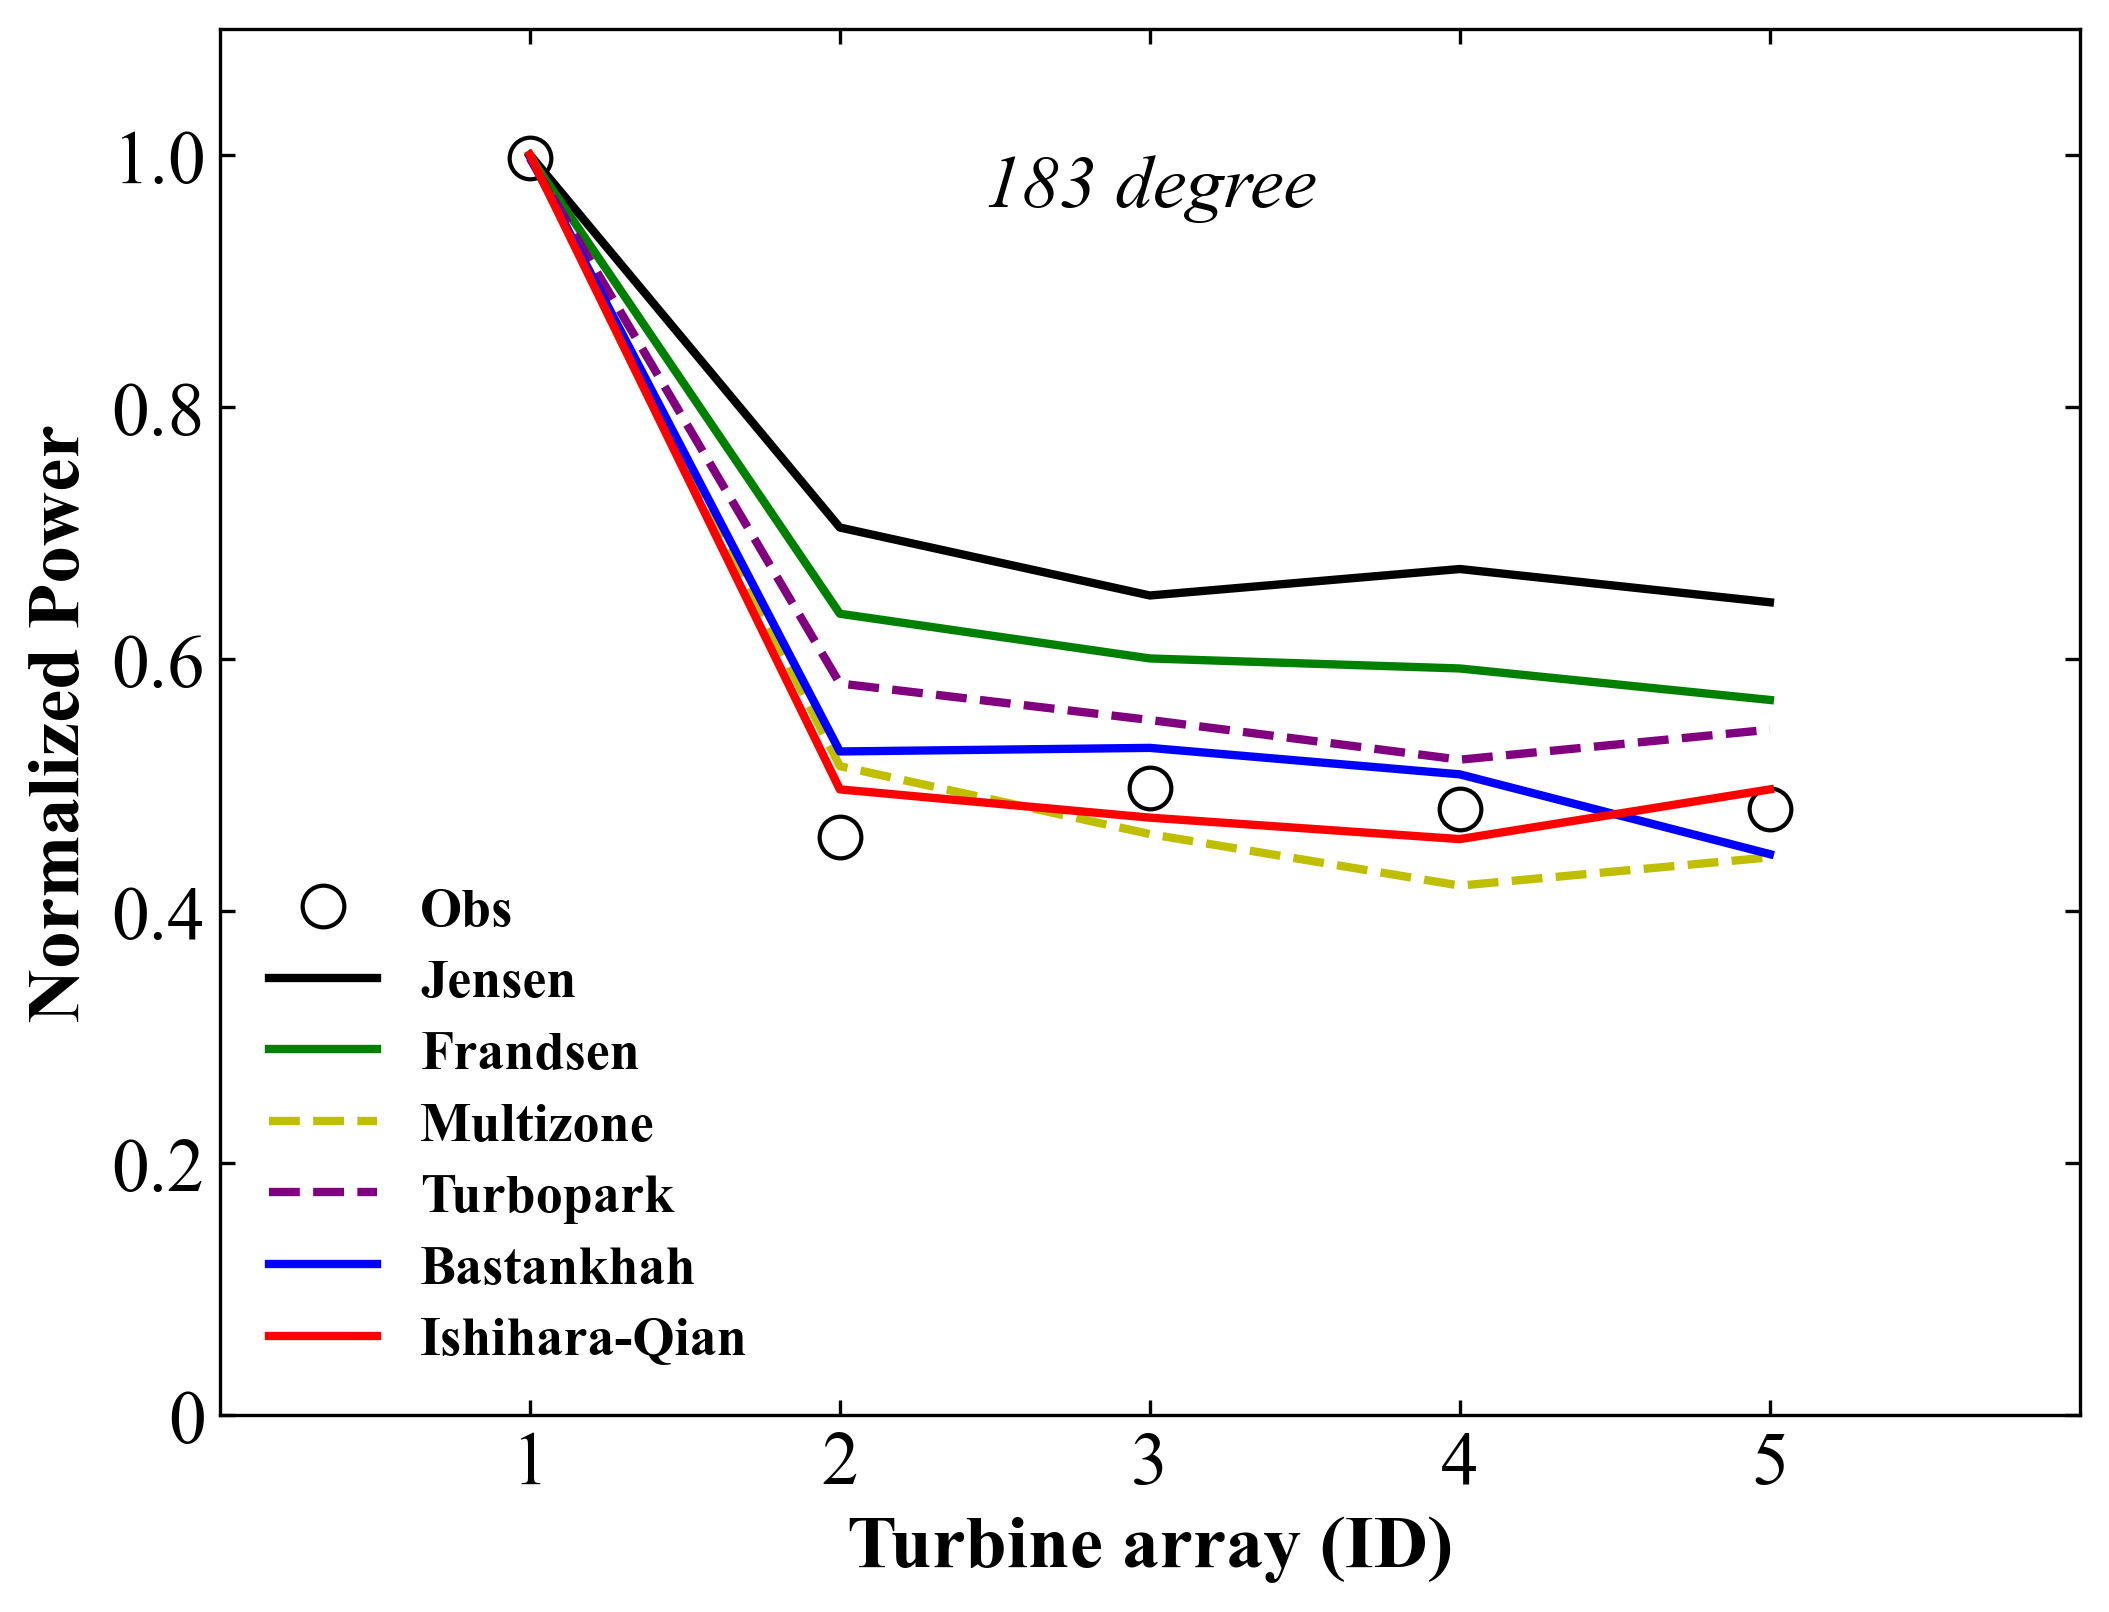 183 degree
1.0
0.8
0.6
0.4
0.2
0
Normalized Power
Obs
Jensen
Frandsen
Multizone
Turbopark
Bastankhah
Ishihara-Qian
1 2 3 4 5
Turbine array (ID)